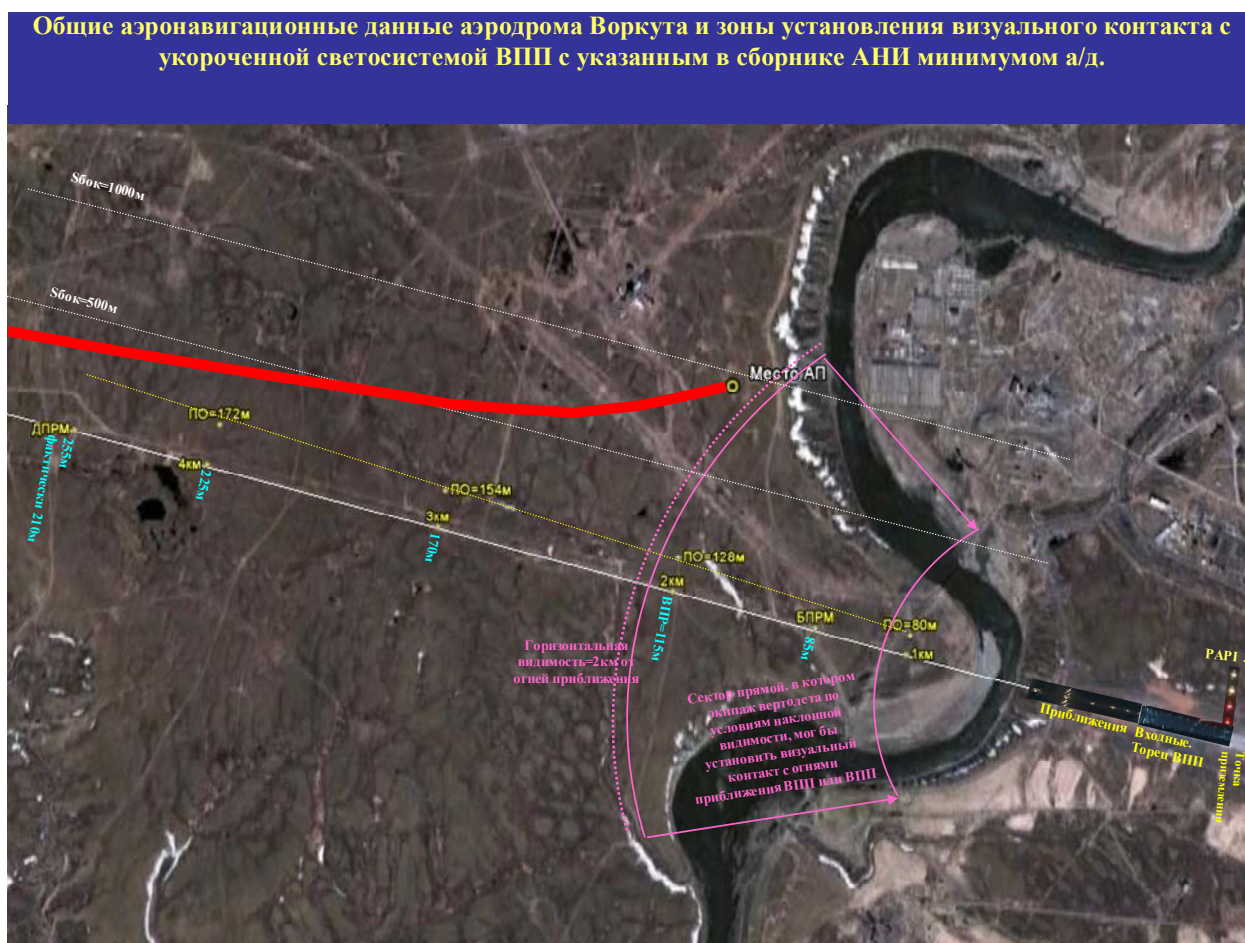 Общие аэронавигационные данные аэродрома Воркута и зоны установления визуального контакта с
укороченной светосистемой ВПП с указанным в сборнике АНИ минимумом а/д.
Sбок=1000м
Sбок=500м
Место АП
ДПРМ
255м
фактически 210м
ПО=172м
4км
225м
ПО=154м
3км
170м
ПО=128м
2км
ВПР=115м
БПРМ
85м
ПО=80м
1км
Горизонтальная
видимость=2км от
огней приближения
Сектор прямой, в котором
экипаж вертолета по
условиям наклонной
видимости, мог бы
установить визуальный
контакт с огнями
приближения ВПП или ВПП
PAPI
Приближения
Входные.
Торец ВПП
Точка
приземления